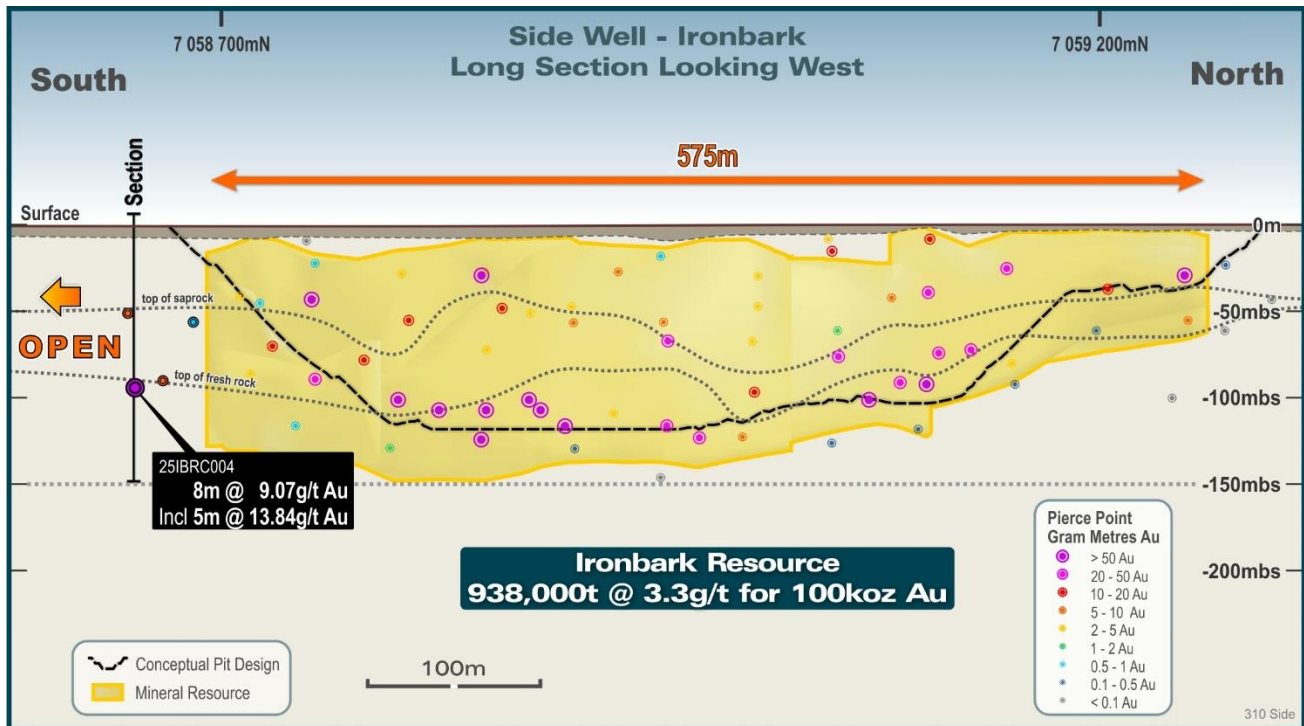 7 058 700mN
7 059 200mN
Side Well - Ironbark
Long Section Looking West
South
North
Section
575m
Surface
0m
top of saprock
-50mbs
OPEN
top of fresh rock
-100mbs
25IBRC004
8m @ 9.07g/t Au
Incl 5m @ 13.84g/t Au
-150mbs
Ironbark Resource
938,000t @ 3.3g/t for 100koz Au
-200mbs
Pierce Point
Gram Metres Au
> 50 Au
20 - 50 Au
10 - 20 Au
5 - 10 Au
2 - 5 Au
1 - 2 Au
0.5 - 1 Au
0.1 - 0.5 Au
< 0.1 Au
Conceptual Pit Design
Mineral Resource
100m
310 Side